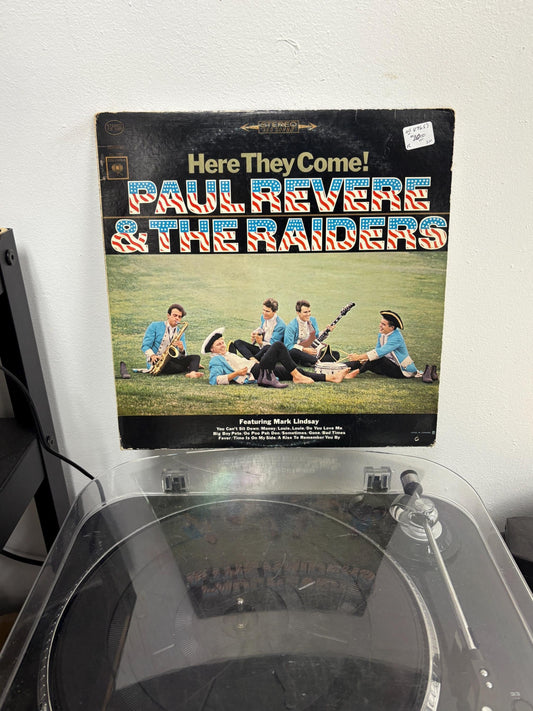 STEREO
Here They Come!
PAUL REVERE
& THE RAIDERS
Featuring Mark Lindsay
You Can't Sit Down/Money/Louie, Louie/Do You Love Me
Big Boy Pete/Oo Poo Pah Doo/Sometimes/Gone/Bad Times
Fever/Time Is On My Side/A Kiss To Remember You By